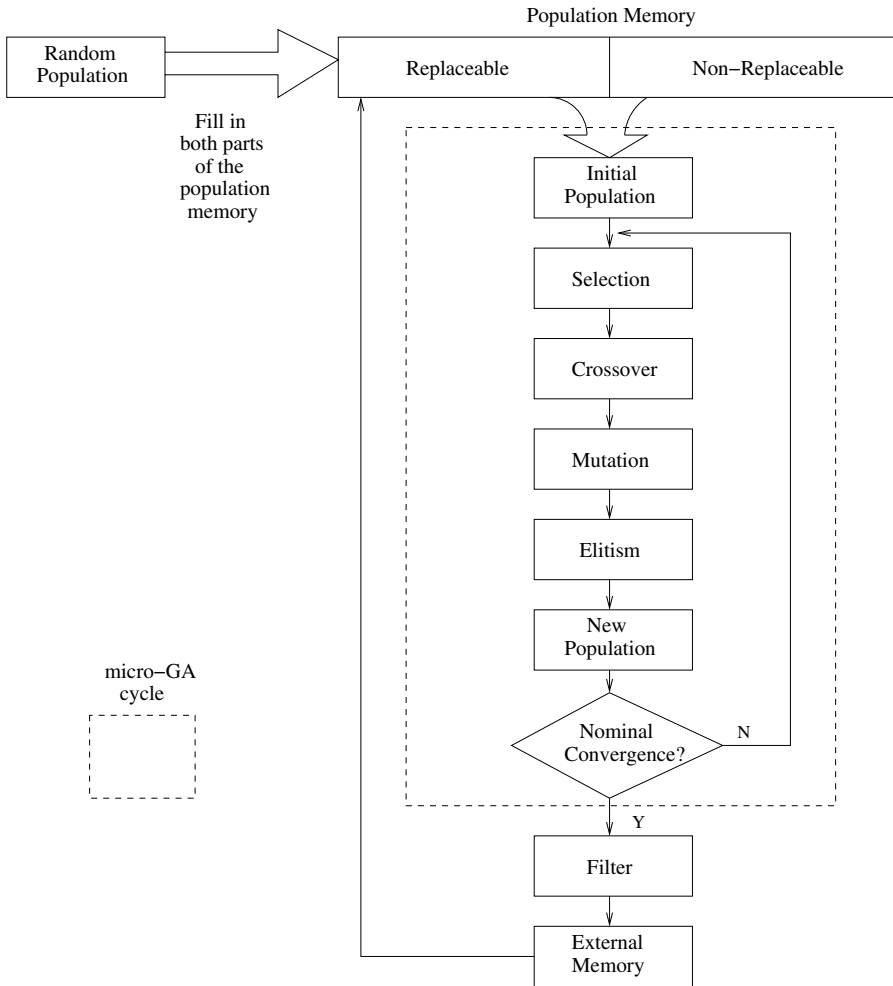 Population Memory
Random
Population
Replaceable
Non−Replaceable
Fill in
both parts
of the
population
memory
Initial
Population
Selection
Crossover
Mutation
Elitism
New
Population
micro−GA
cycle
Nominal
Convergence?
N
Y
Filter
External
Memory